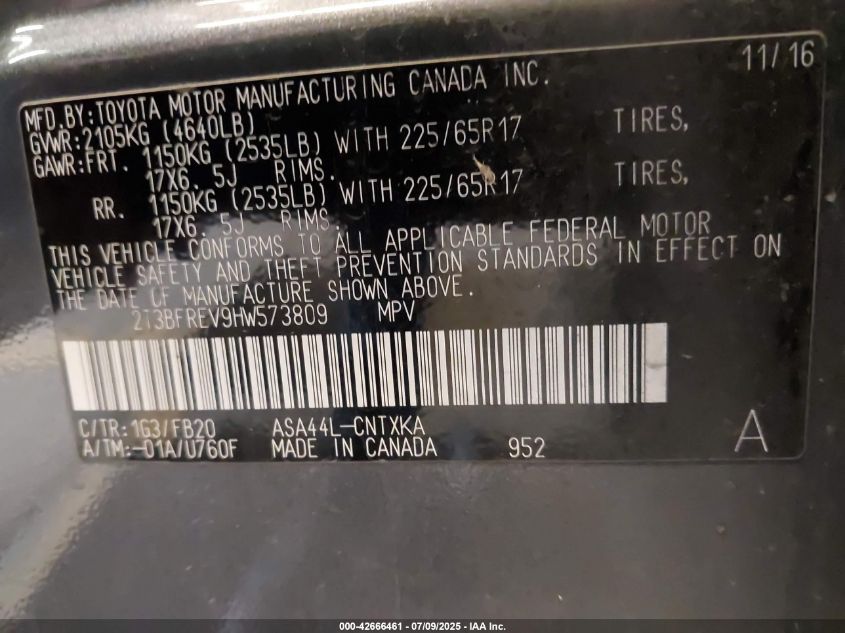 11/16
MFD.BY:TOYOTA MOTOR MANUFACTURING CANADA INC.
GVWR:2105KG (4640LB)
GAWR:FRT. 1150KG (2535LB) WITH 225/65R17 TIRES,
17X6. 5J RIMS.
RR. 1150KG (2535LB) WITH 225/65R17 TIRES,
17X6. 5J RIMS.
THIS VEHICLE CONFORMS TO ALL APPLICABLE FEDERAL MOTOR
VEHICLE SAFETY AND THEFT PREVENTION STANDARDS IN EFFECT ON
THE DATE OF MANUFACTURE SHOWN ABOVE.
2T3BFREV9HW573809 MPV
C/TR:1G3/FB20 ASA44L-CNTXKA
A/TM:-01A/U760F MADE IN CANADA 952 A
000-42666461 - 07/09/2025 - IAA Inc.